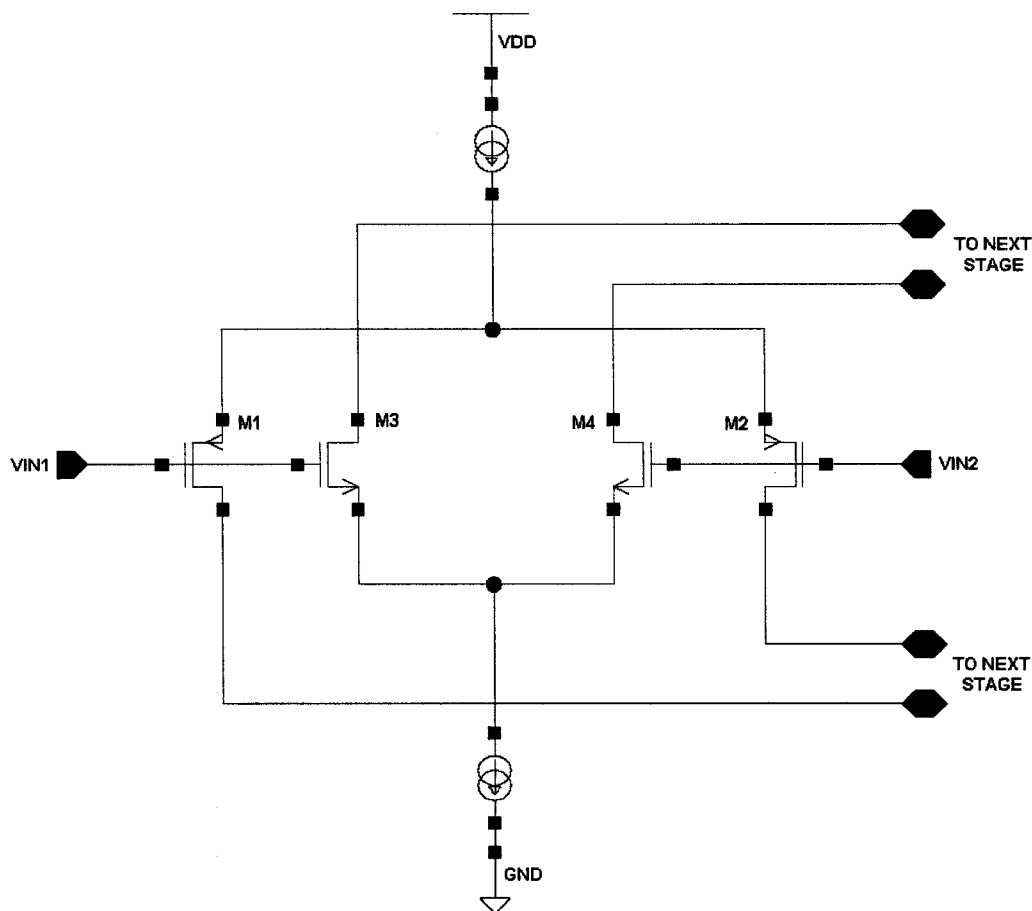 VDD
TO NEXT
STAGE
M1
M3
M4
M2
VIN1
VIN2
TO NEXT
STAGE
GND